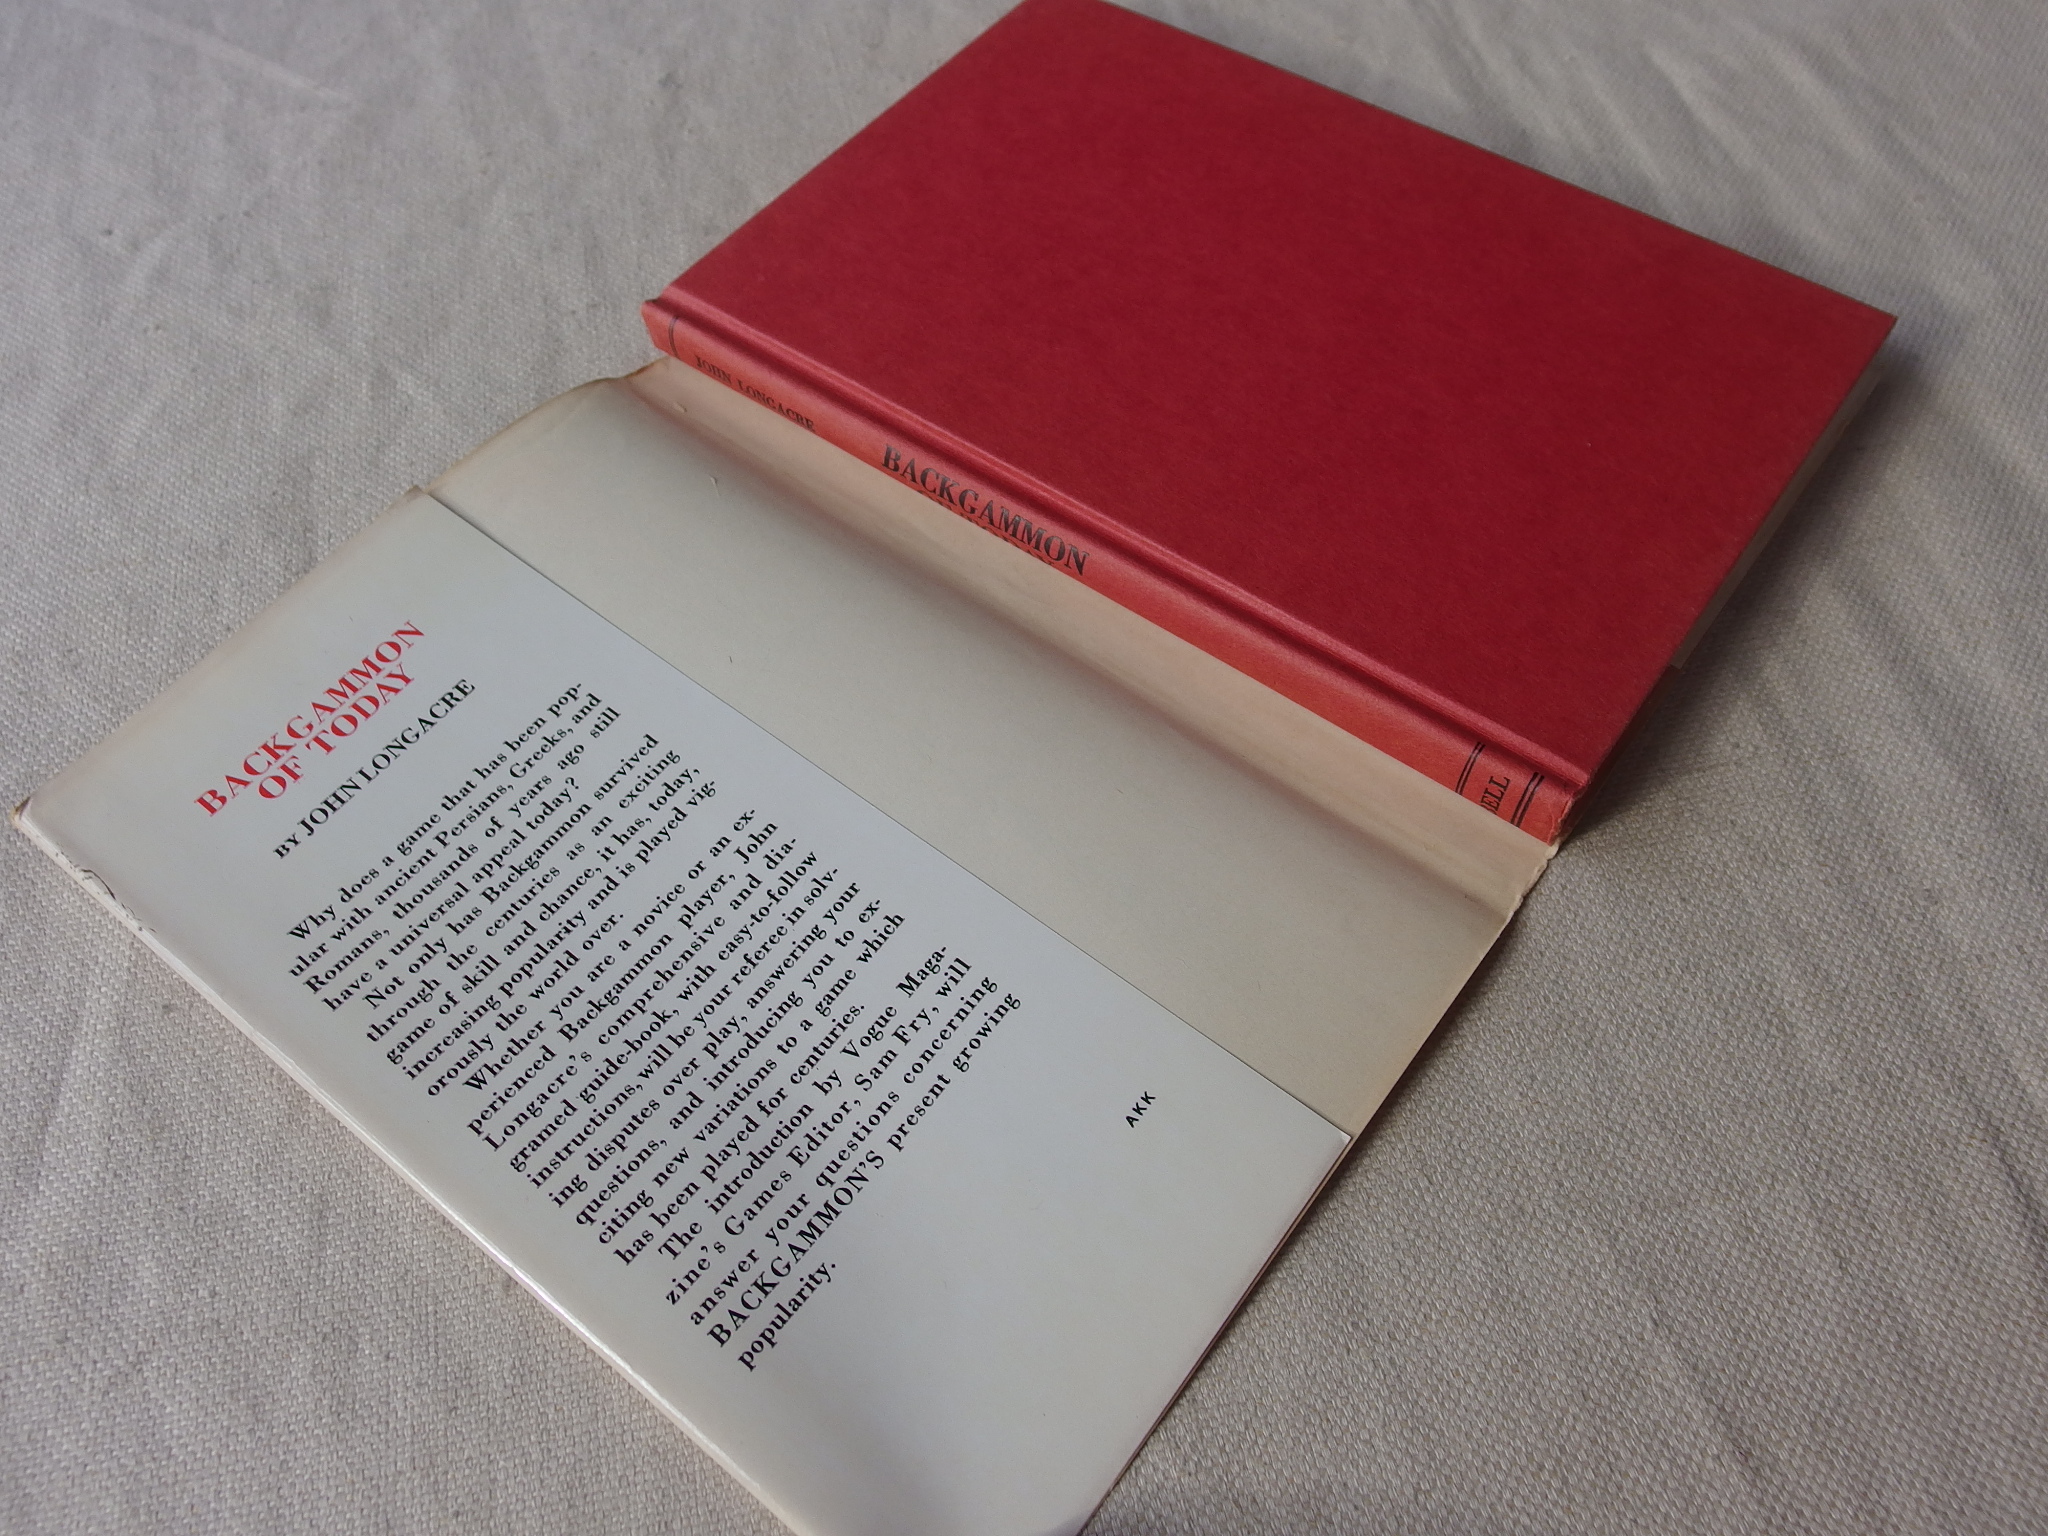 JOHN LONGACRE
BACKGAMMON
BACKGAMMON
OF TODAY
BY JOHN LONGACRE
Why does a game that has been pop-
ular with ancient Persians, Greeks, and
Romans, thousands of years ago still
have a universal appeal today?
Not only has Backgammon survived
through the centuries as an exciting
game of skill and chance, it has, today,
increasing popularity and is played vig-
orously the world over.
Whether you are a novice or an ex-
perienced Backgammon player, John
Longacre's comprehensive and dia-
gramed guide-book, with easy-to-follow
instructions, will be your referee in solv-
ing disputes over play, answering your
questions, and introducing you to ex-
citing new variations to a game which
has been played for centuries.
The introduction by Vogue Maga-
zine's Games Editor, Sam Fry, will
answer your questions concerning
BACKGAMMON'S present growing
popularity.
AKK